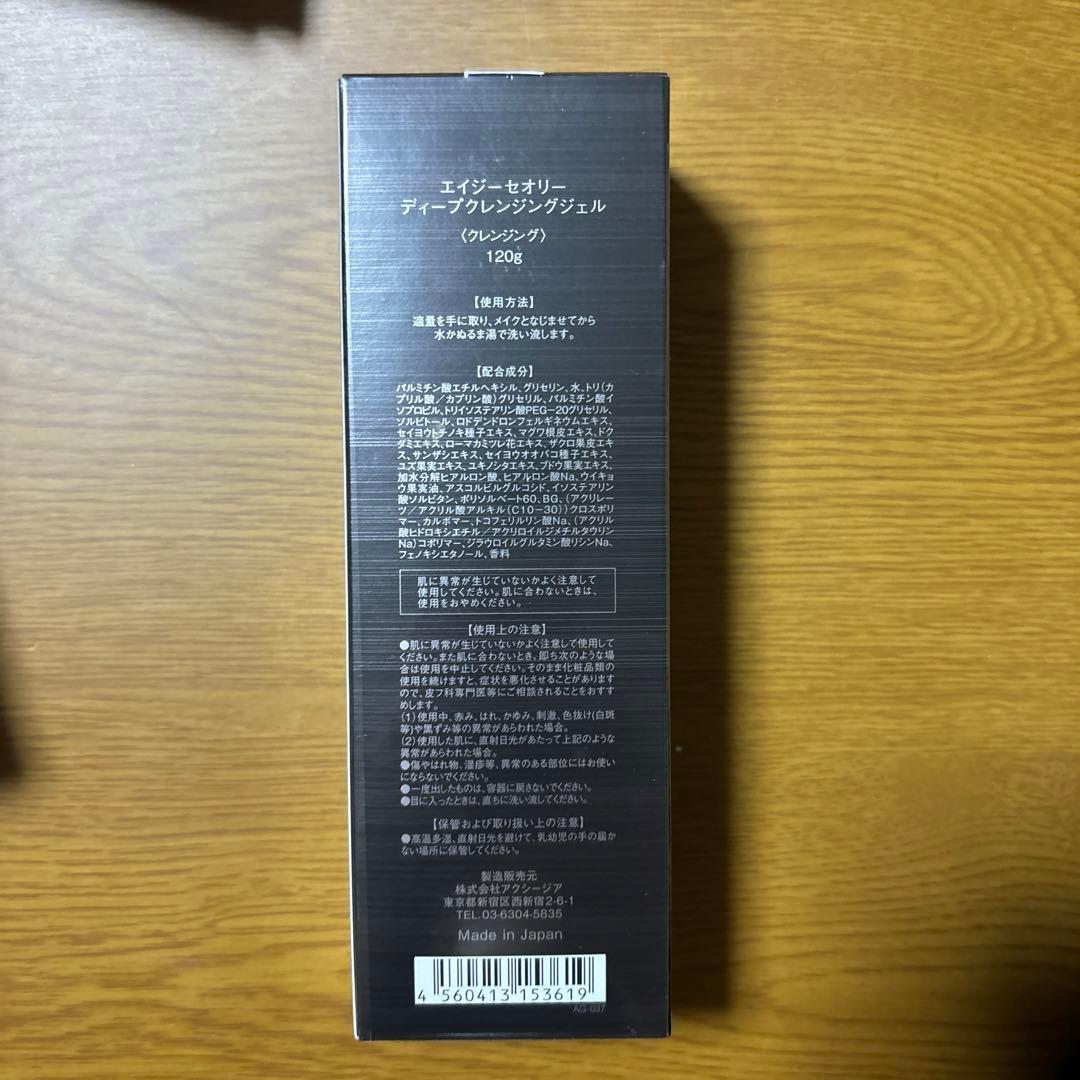 エイジーセオリー
ディープクレンジングジェル
〈クレンジング〉
120g
【使用方法】
適量を手に取り、メイクとなじませてから
水かぬるま湯で洗い流します。
【配合成分】
パルミチン酸エチルヘキシル、グリセリン、水、トリ(カ
プリル酸/カプリン酸)グリセリル、パルミチン酸イ
ソプロピル、トリイソステアリン酸PEG-20グリセリル、
ソルビトール、ロドデンドロンフェルギネウムエキス、
セイヨウトチノキ種子エキス、マグワ根皮エキス、ドク
ダミエキス、ローマカミツレ花エキス、ザクロ果皮エキ
ス、サンザシエキス、セイヨウオオバコ種子エキス、
ユズ果実エキス、ユキノシタエキス、ブドウ果実エキス、
加水分解ヒアルロン酸、ヒアルロン酸Na、ウイキョ
ウ果実油、アスコルビルグルコシド、イソステアリン
酸ソルビタン、ポリソルベート60、BG、(アクリレー
ツ/アクリル酸アルキル(C10-30))クロスポリ
マー、カルボマー、トコフェリルリン酸Na、(アクリル
酸ヒドロキシエチル/アクリロイルジメチルタウリン
Na)コポリマー、ジラウロイルグルタミン酸リシンNa、
フェノキシエタノール、香料
肌に異常が生じていないかよく注意して
使用してください。肌に合わないときは、
使用をおやめください。
【使用上の注意】
●肌に異常が生じていないかよく注意して使用して
ください。また肌に合わないとき、即ち次のような場
合は使用を中止してください。そのまま化粧品類の
使用を続けますと、症状を悪化させることがあります
ので、皮フ科専門医等にご相談されることをおすす
めします。
(1)使用中、赤み、はれ、かゆみ、刺激、色抜け(白斑
等)や黒ずみ等の異常があらわれた場合。
(2)使用した肌に、直射日光があたって上記のような
異常があらわれた場合。
●傷やはれ物、湿疹等、異常のある部位にはお使い
にならないでください。
●一度出したものは、容器に戻さないでください。
●目に入ったときは、直ちに洗い流してください。
【保管および取り扱い上の注意】
●高温多湿、直射日光を避けて、乳幼児の手の届か
ない場所に保管してください。
製造販売元
株式会社アクシージア
東京都新宿区西新宿2-6-1
TEL.03-6304-5835
Made in Japan
4 560413 153619
AG-037